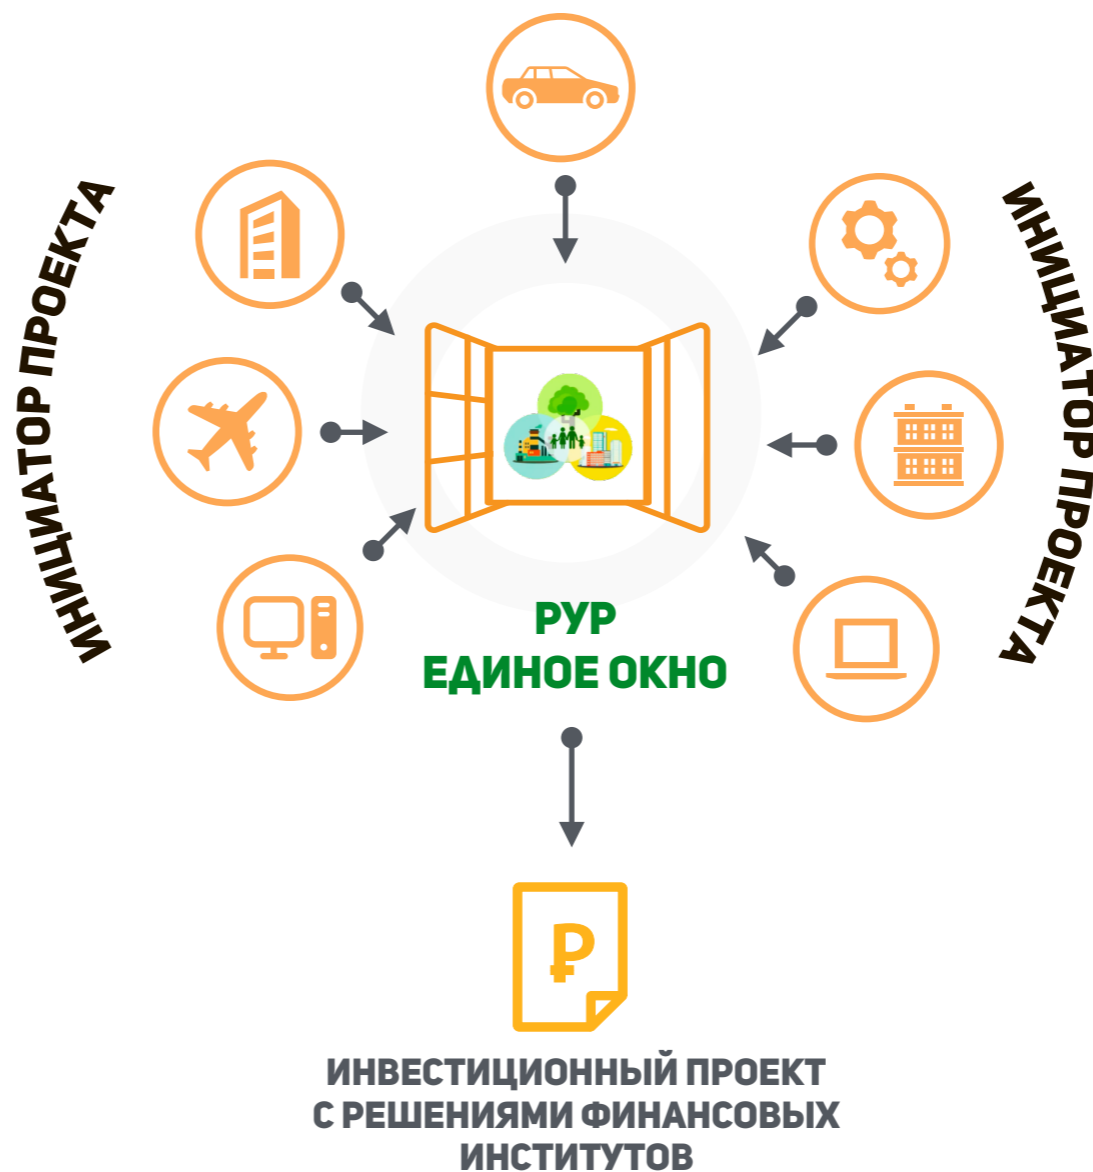 ИНИЦИАТОР ПРОЕКТА
ИНИЦИАТОР ПРОЕКТА
РУР
ЕДИНОЕ ОКНО
₽
ИНВЕСТИЦИОННЫЙ ПРОЕКТ
С РЕШЕНИЯМИ ФИНАНСОВЫХ
ИНСТИТУТОВ